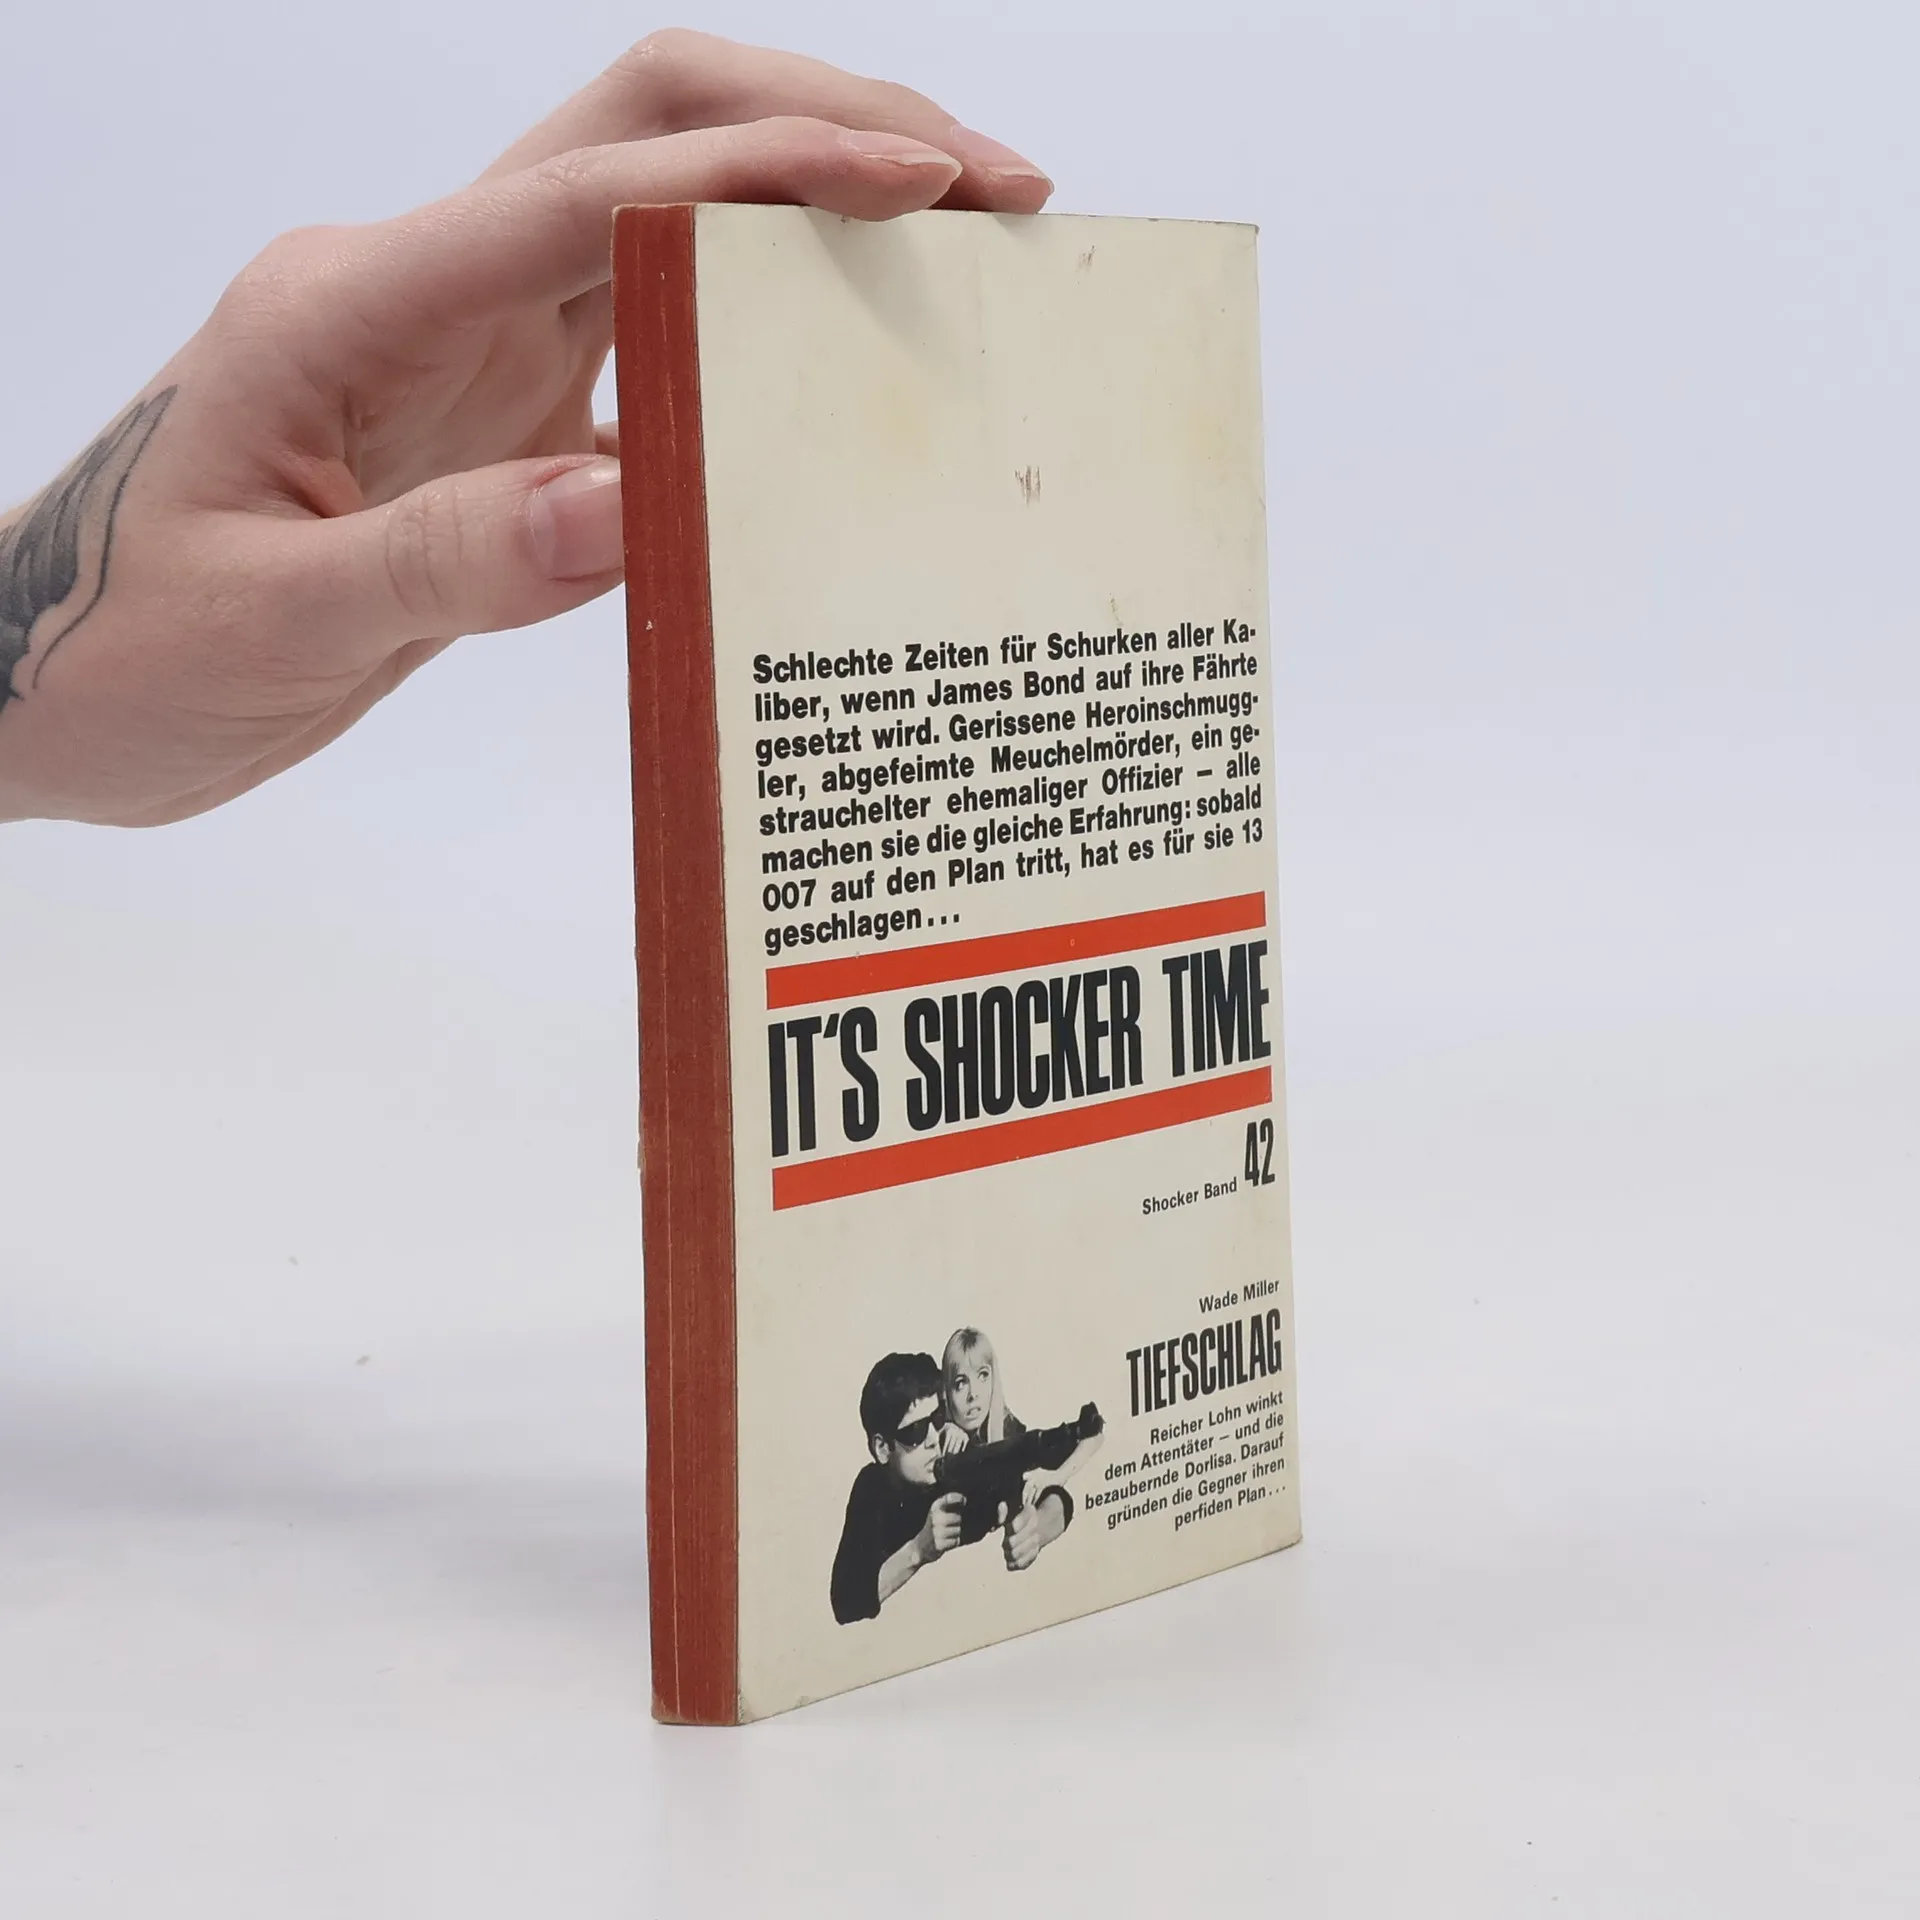 Schlechte Zeiten für Schurken aller Ka-
liber, wenn James Bond auf ihre Fährte
gesetzt wird. Gerissene Heroinschmugg-
ler, abgefeimte Meuchelmörder, ein ge-
strauchelter ehemaliger Offizier – alle
machen sie die gleiche Erfahrung: sobald
007 auf den Plan tritt, hat es für sie 13
geschlagen...
IT'S SHOCKER TIME
Shocker Band 42
Wade Miller
TIEFSCHLAG
Reicher Lohn winkt
dem Attentäter – und die
bezaubernde Dorlisa. Darauf
gründen die Gegner ihren
perfiden Plan...